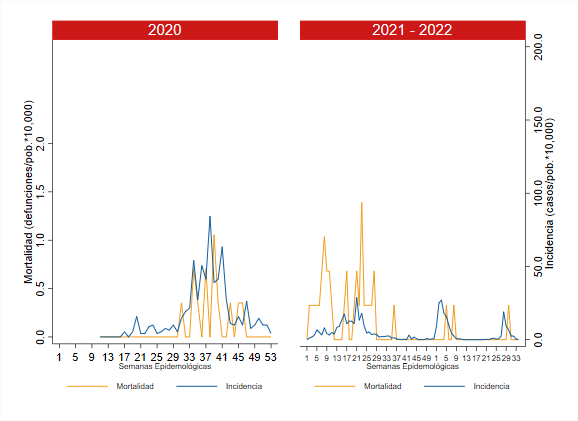 2020
2021 - 2022
Mortalidad (defunciones/pob.*10,000)
0.0 0.5 1.0 1.5 2.0
1 5 9 13 17 21 25 29 33 37 41 45 49 53
Semanas Epidemológicas
Mortalidad Incidencia
Incidencia (casos/pob.*10,000)
0.0 50.0 100.0 150.0 200.0
1 5 9 13 17 21 25 29 33 37 41 45 49 1 5 9 13 17 21 25 29 33
Semanas Epidemológicas
Mortalidad Incidencia